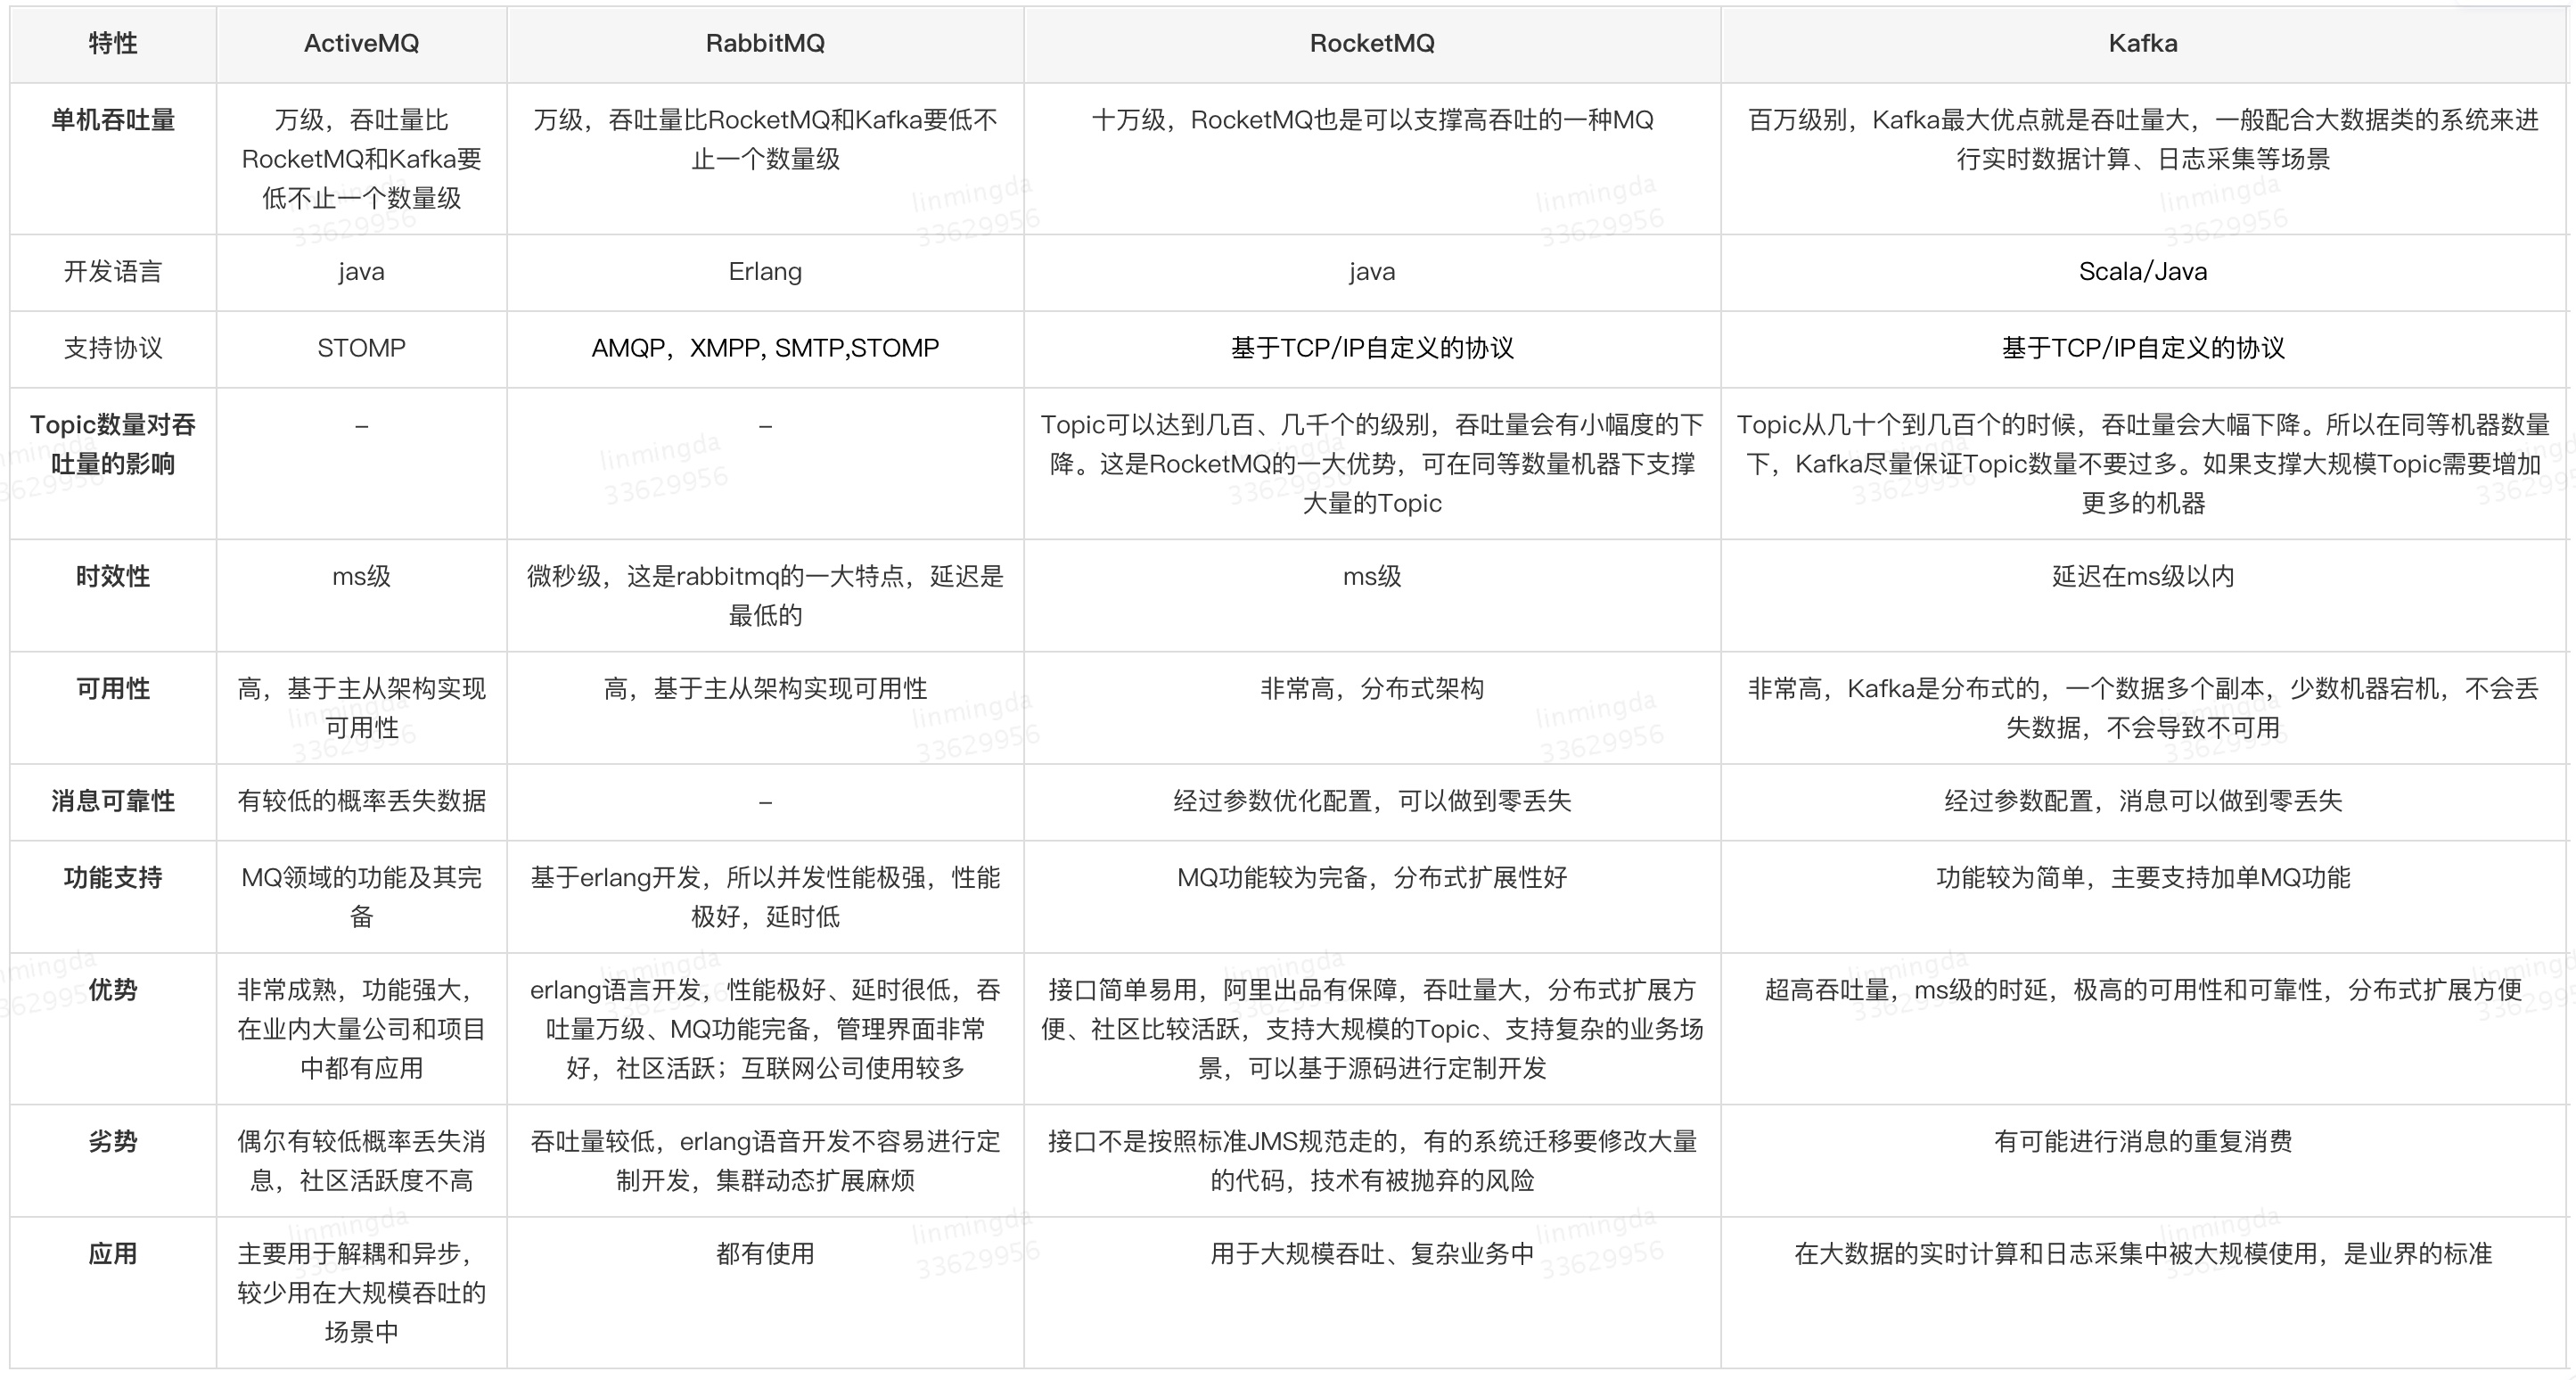 特性
ActiveMQ
RabbitMQ
RocketMQ
Kafka
单机吞吐量
万级，吞吐量比
RocketMQ和Kafka要
低不止一个数量级
万级，吞吐量比RocketMQ和Kafka要低不
止一个数量级
十万级，RocketMQ也是可以支撑高吞吐的一种MQ
百万级别，Kafka最大优点就是吞吐量大，一般配合大数据类的系统来进
行实时数据计算、日志采集等场景
开发语言
java
Erlang
java
Scala/Java
支持协议
STOMP
AMQP，XMPP, SMTP,STOMP
基于TCP/IP自定义的协议
基于TCP/IP自定义的协议
Topic数量对吞
吐量的影响
–
–
Topic可以达到几百、几千个的级别，吞吐量会有小幅度的下
降。这是RocketMQ的一大优势，可在同等数量机器下支撑
大量的Topic
Topic从几十个到几百个的时候，吞吐量会大幅下降。所以在同等机器数量
下，Kafka尽量保证Topic数量不要过多。如果支撑大规模Topic需要增加
更多的机器
时效性
ms级
微秒级，这是rabbitmq的一大特点，延迟是
最低的
ms级
延迟在ms级以内
可用性
高，基于主从架构实现
可用性
高，基于主从架构实现可用性
非常高，分布式架构
非常高，Kafka是分布式的，一个数据多个副本，少数机器宕机，不会丢
失数据，不会导致不可用
消息可靠性
有较低的概率丢失数据
–
经过参数优化配置，可以做到零丢失
经过参数配置，消息可以做到零丢失
功能支持
MQ领域的功能及其完
备
基于erlang开发，所以并发性能极强，性能
极好，延时低
MQ功能较为完备，分布式扩展性好
功能较为简单，主要支持加单MQ功能
优势
非常成熟，功能强大，
在业内大量公司和项目
中都有应用
erlang语言开发，性能极好、延时很低，吞
吐量万级、MQ功能完备，管理界面非常
好，社区活跃；互联网公司使用较多
接口简单易用，阿里出品有保障，吞吐量大，分布式扩展方
便、社区比较活跃，支持大规模的Topic、支持复杂的业务场
景，可以基于源码进行定制开发
超高吞吐量，ms级的时延，极高的可用性和可靠性，分布式扩展方便
劣势
偶尔有较低概率丢失消
息，社区活跃度不高
吞吐量较低，erlang语音开发不容易进行定
制开发，集群动态扩展麻烦
接口不是按照标准JMS规范走的，有的系统迁移要修改大量
的代码，技术有被抛弃的风险
有可能进行消息的重复消费
应用
主要用于解耦和异步，
较少用在大规模吞吐的
场景中
都有使用
用于大规模吞吐、复杂业务中
在大数据的实时计算和日志采集中被大规模使用，是业界的标准
linmingda
33629956